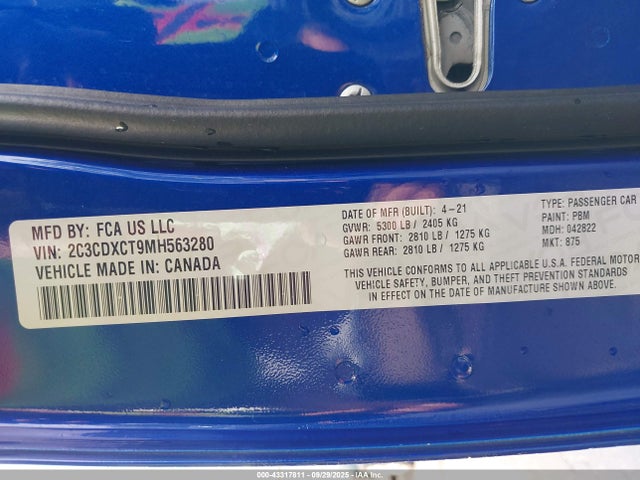 MFD BY: FCA US LLC
VIN: 2C3CDXCT9MH563280
VEHICLE MADE IN: CANADA
DATE OF MFR (BUILT): 4-21
GVWR: 5300 LB / 2405 KG
GAWR FRONT: 2810 LB / 1275 KG
GAWR REAR: 2810 LB / 1275 KG
TYPE: PASSENGER CAR
PAINT: PBM
MDH: 042822
MKT: 875
THIS VEHICLE CONFORMS TO ALL APPLICABLE U.S.A. FEDERAL MOTOR
VEHICLE SAFETY, BUMPER, AND THEFT PREVENTION STANDARDS
IN EFFECT ON THE DATE OF MANUFACTURE SHOWN ABOVE.
000-43317811 - 09/29/2025 - IAA Inc.